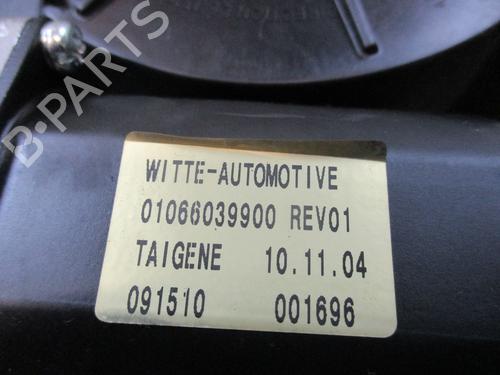 B-PARTS
WITTE-AUTOMOTIVE
01066039900 REV01
TAIGENE 10.11.04
091510 001696